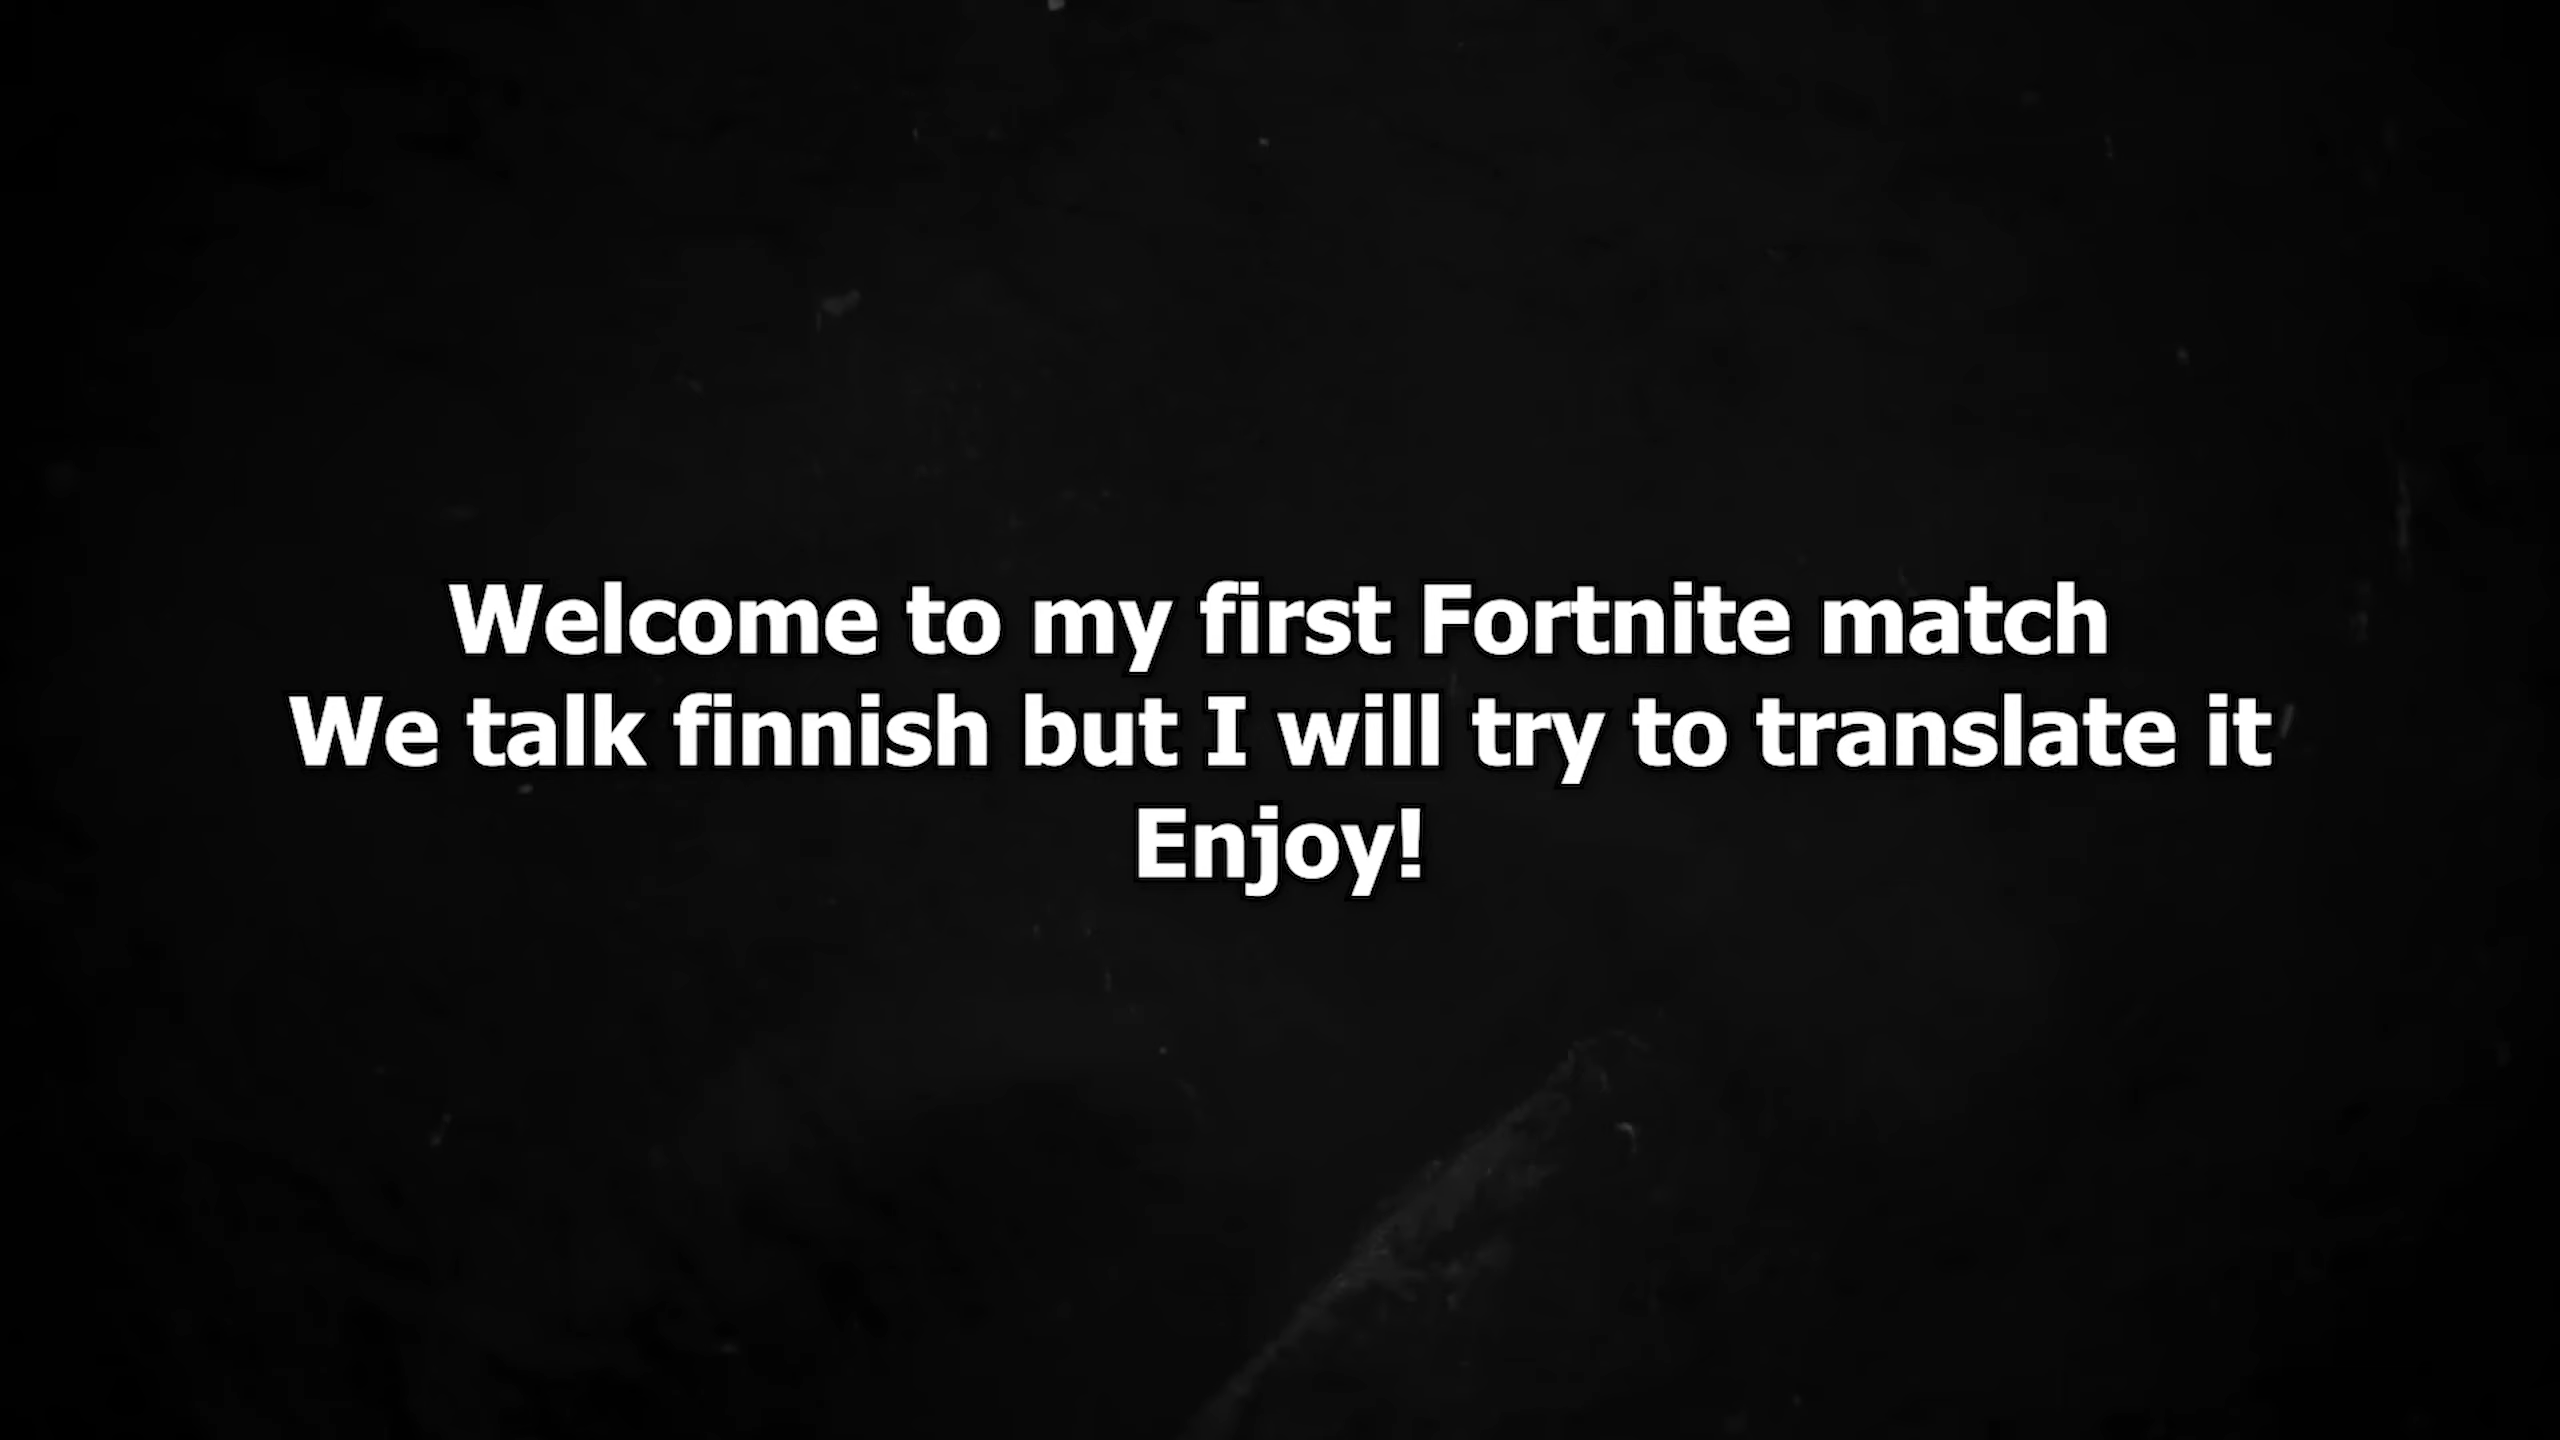 Welcome to my first Fortnite match
We talk finnish but I will try to translate it
Enjoy!